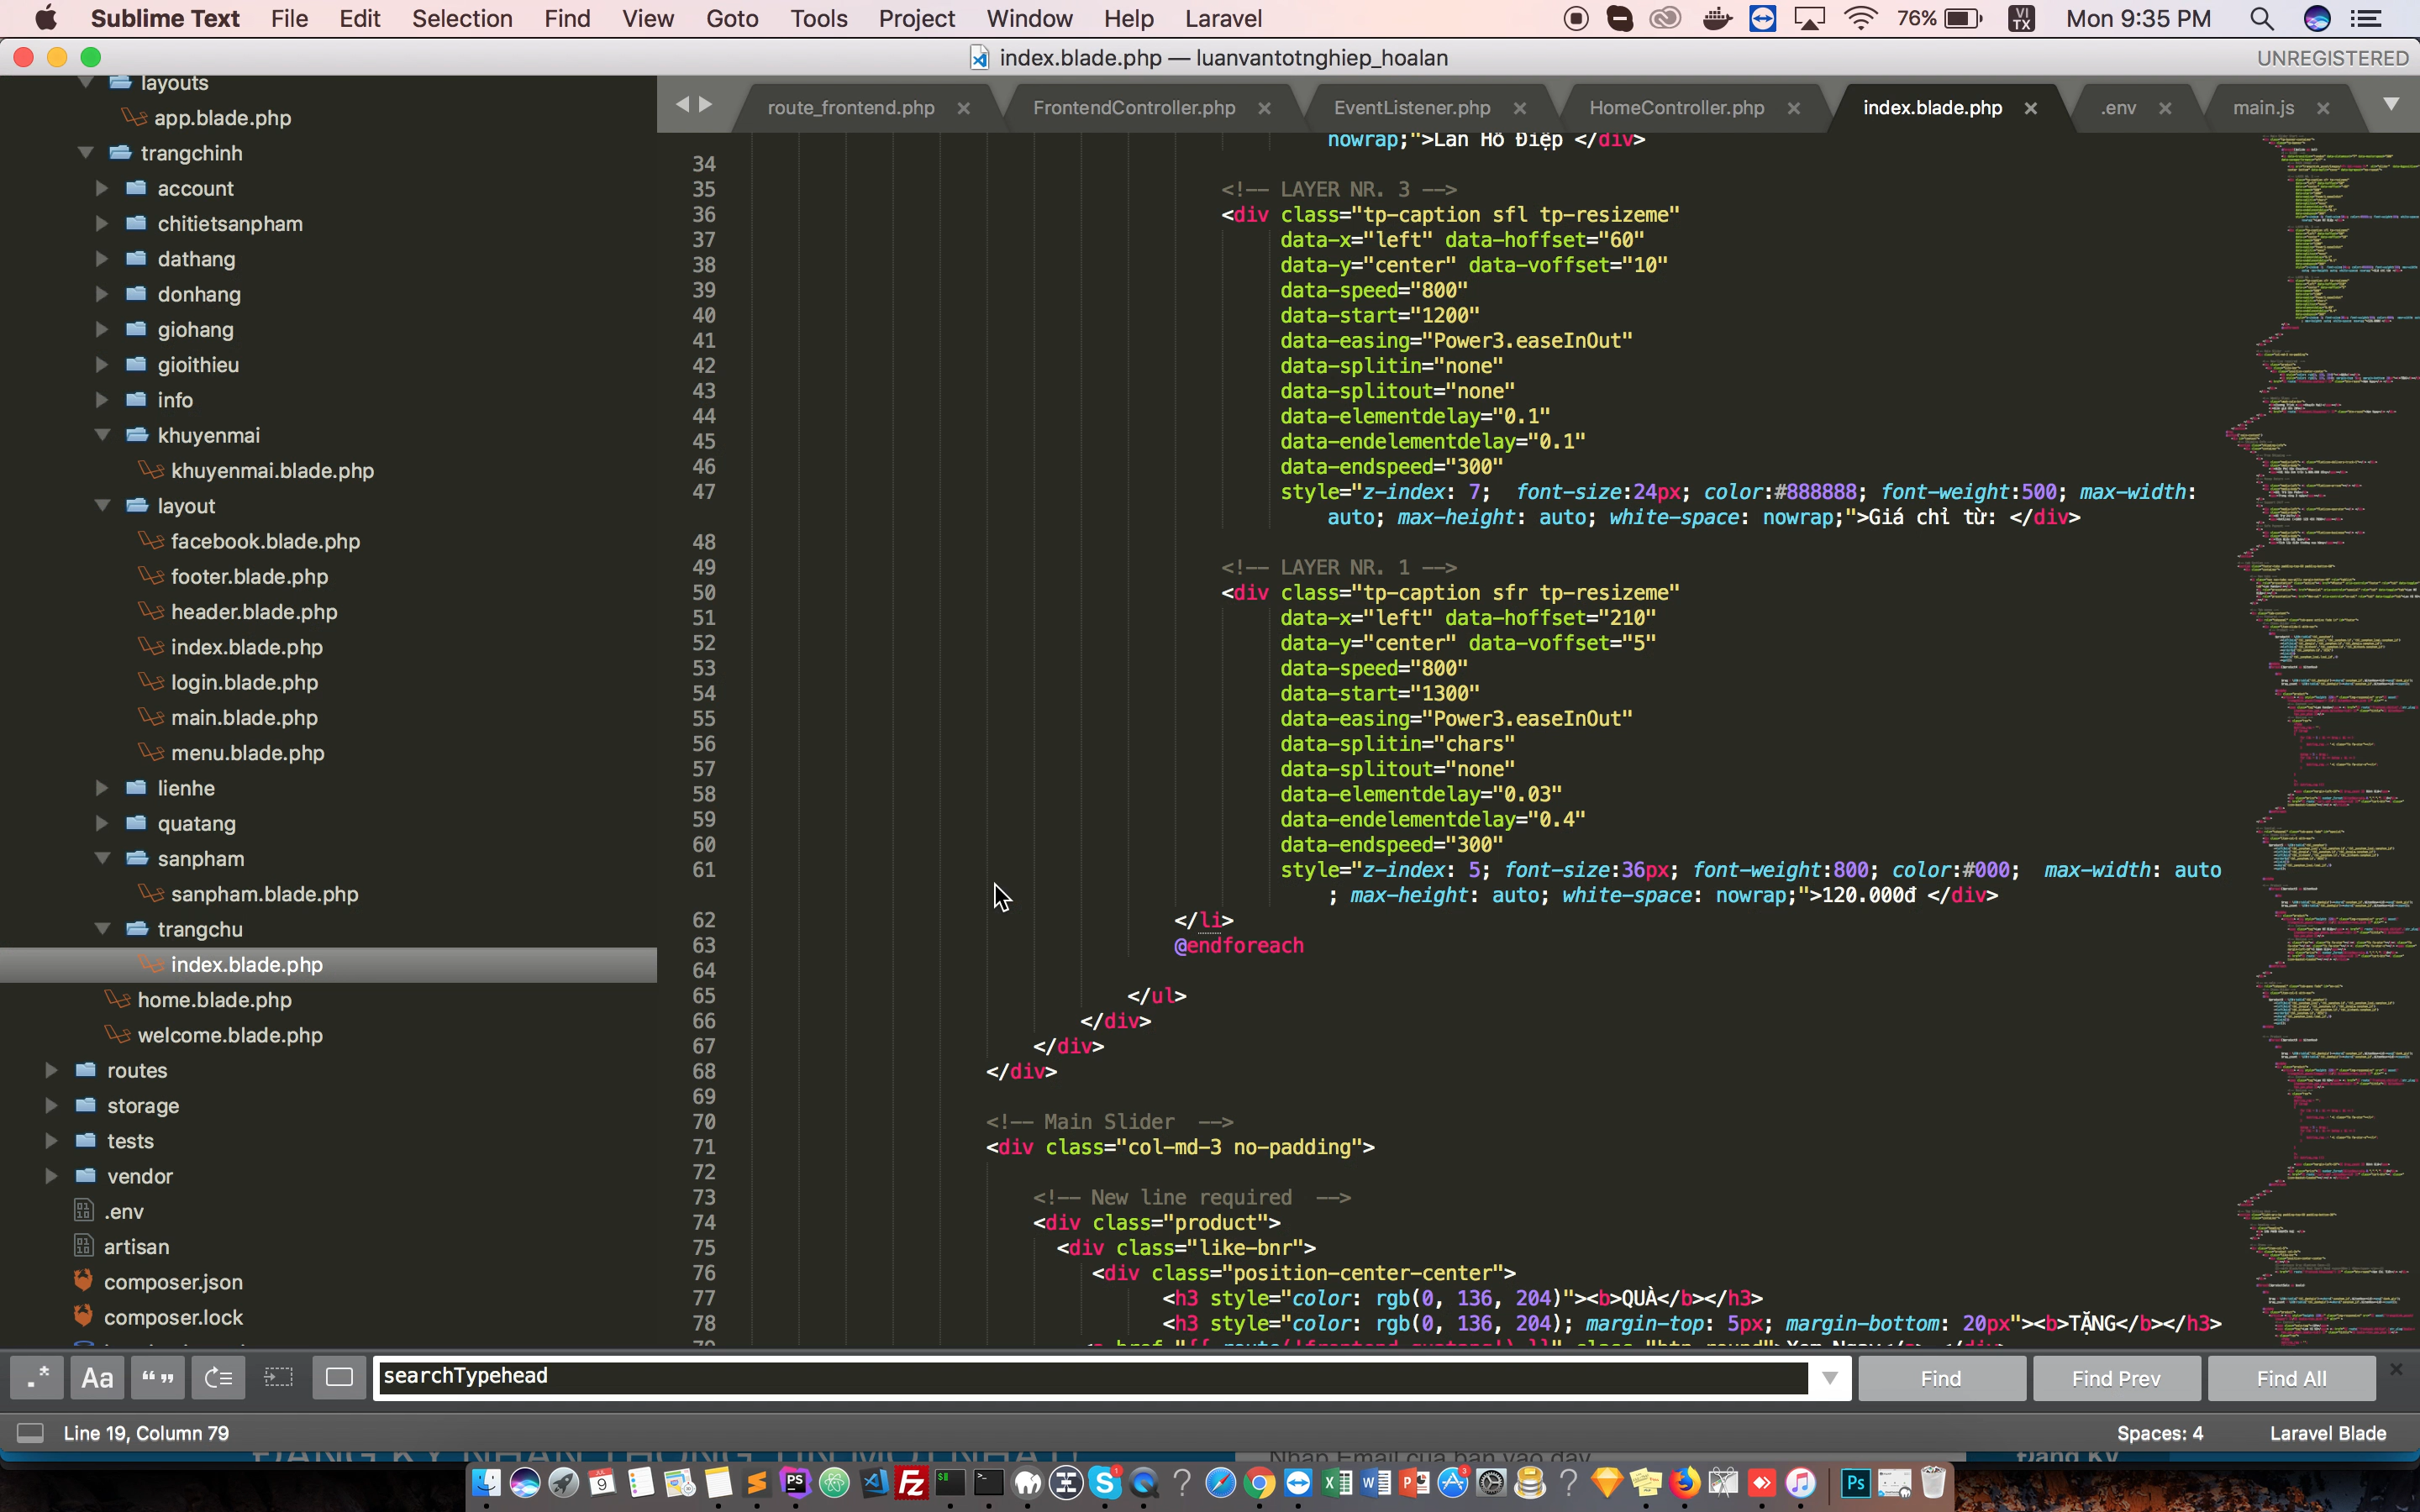 Sublime Text File Edit Selection Find View Goto Tools Project Window Help Laravel 76% VI TX Mon 9:35 PM
index.blade.php — luanvantotnghiep_hoalan UNREGISTERED
layouts
app.blade.php
trangchinh
account
chitietsanpham
dathang
donhang
giohang
gioithieu
info
khuyenmai
khuyenmai.blade.php
layout
facebook.blade.php
footer.blade.php
header.blade.php
index.blade.php
login.blade.php
main.blade.php
menu.blade.php
lienhe
quatang
sanpham
sanpham.blade.php
trangchu
index.blade.php
home.blade.php
welcome.blade.php
routes
storage
tests
vendor
.env
artisan
composer.json
composer.lock
route_frontend.php FrontendController.php EventListener.php HomeController.php index.blade.php .env main.js
nowrap;">Lan Hồ Điệp </div>
34
35 <!-- LAYER NR. 3 -->
36 <div class="tp-caption sfl tp-resizeme"
37 data-x="left" data-hoffset="60"
38 data-y="center" data-voffset="10"
39 data-speed="800"
40 data-start="1200"
41 data-easing="Power3.easeInOut"
42 data-splitin="none"
43 data-splitout="none"
44 data-elementdelay="0.1"
45 data-endelementdelay="0.1"
46 data-endspeed="300"
47 style="z-index: 7;  font-size:24px; color:#888888; font-weight:500; max-width:
auto; max-height: auto; white-space: nowrap;">Giá chỉ từ: </div>
48
49 <!-- LAYER NR. 1 -->
50 <div class="tp-caption sfr tp-resizeme"
51 data-x="left" data-hoffset="210"
52 data-y="center" data-voffset="5"
53 data-speed="800"
54 data-start="1300"
55 data-easing="Power3.easeInOut"
56 data-splitin="chars"
57 data-splitout="none"
58 data-elementdelay="0.03"
59 data-endelementdelay="0.4"
60 data-endspeed="300"
61 style="z-index: 5; font-size:36px; font-weight:800; color:#000;  max-width: auto
; max-height: auto; white-space: nowrap;">120.000đ </div>
62 </li>
63 @endforeach
64
65 </ul>
66 </div>
67 </div>
68 </div>
69
70 <!-- Main Slider  -->
71 <div class="col-md-3 no-padding">
72
73 <!-- New line required  -->
74 <div class="product">
75 <div class="like-bnr">
76 <div class="position-center-center">
77 <h3 style="color: rgb(0, 136, 204)"><b>QUÀ</b></h3>
78 <h3 style="color: rgb(0, 136, 204); margin-top: 5px; margin-bottom: 20px"><b>TẶNG</b></h3>
.* Aa “” searchTypehead Find Find Prev Find All
Line 19, Column 79 Spaces: 4 Laravel Blade